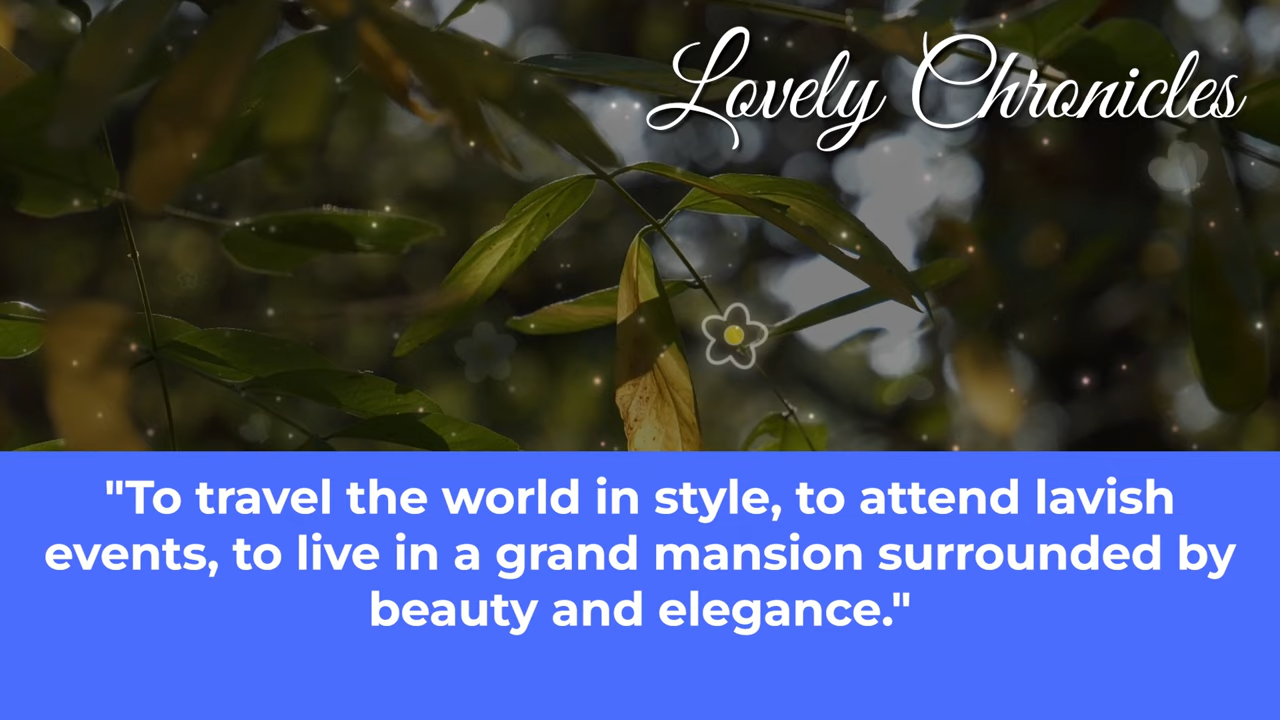 Lovely Chronicles
"To travel the world in style, to attend lavish
events, to live in a grand mansion surrounded by
beauty and elegance."